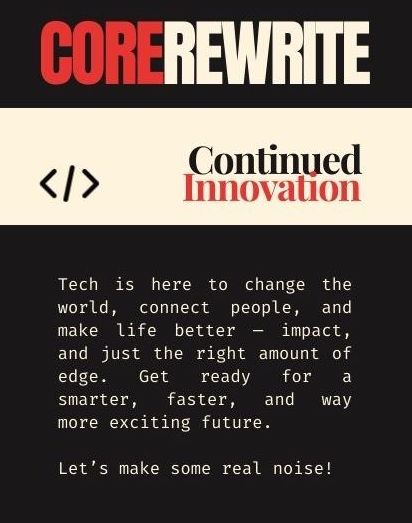 COREREWRITE
</>
Continued
Innovation
Tech is here to change the
world, connect people, and
make life better – impact,
and just the right amount of
edge. Get ready for a
smarter, faster, and way
more exciting future.
Let’s make some real noise!